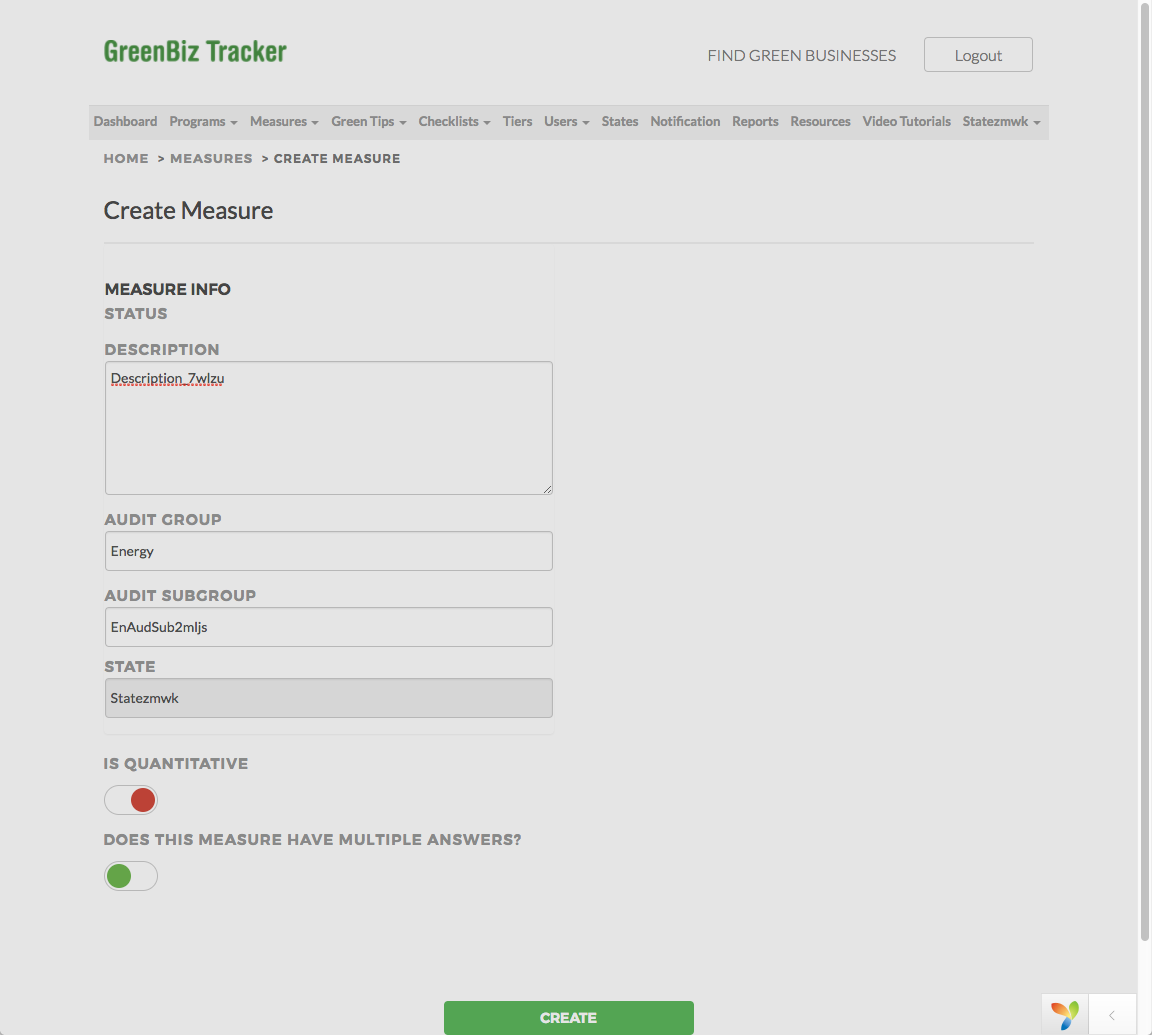 GreenBiz Tracker
FIND GREEN BUSINESSES
Logout
Dashboard Programs Measures Green Tips Checklists Tiers Users States Notification Reports Resources Video Tutorials Statezmwk
HOME > MEASURES > CREATE MEASURE
Create Measure
MEASURE INFO
STATUS
DESCRIPTION
Description_7wlzu
AUDIT GROUP
Energy
AUDIT SUBGROUP
EnAudSub2mljs
STATE
Statezmwk
IS QUANTITATIVE
DOES THIS MEASURE HAVE MULTIPLE ANSWERS?
CREATE